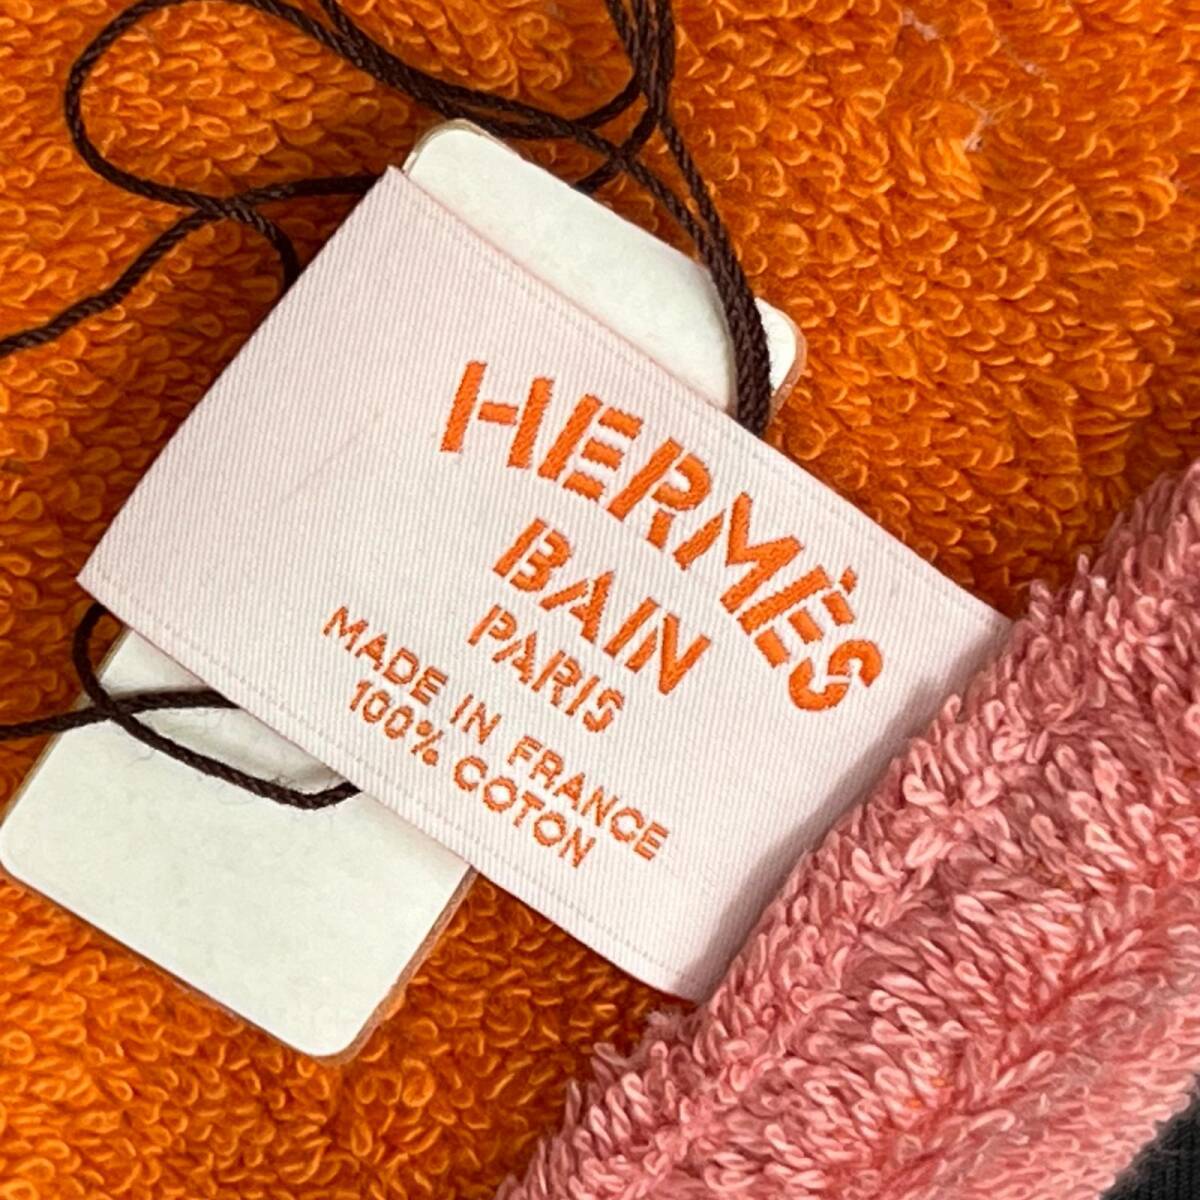 HERMÈS
BAIN
PARIS
MADE IN FRANCE
100% COTON